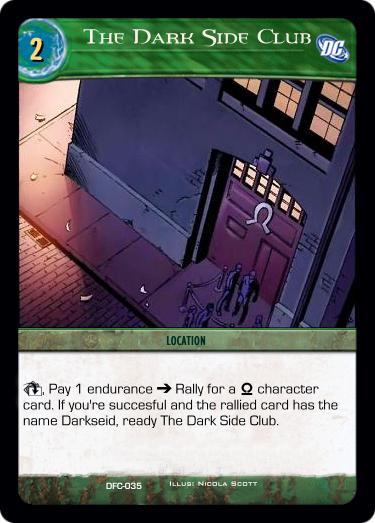 2
The Dark Side Club
DC
Ω
LOCATION
, Pay 1 endurance ➔ Rally for a Ω character
card. If you're succesful and the rallied card has the
name Darkseid, ready The Dark Side Club.
DFC-035 Illus: Nicola Scott